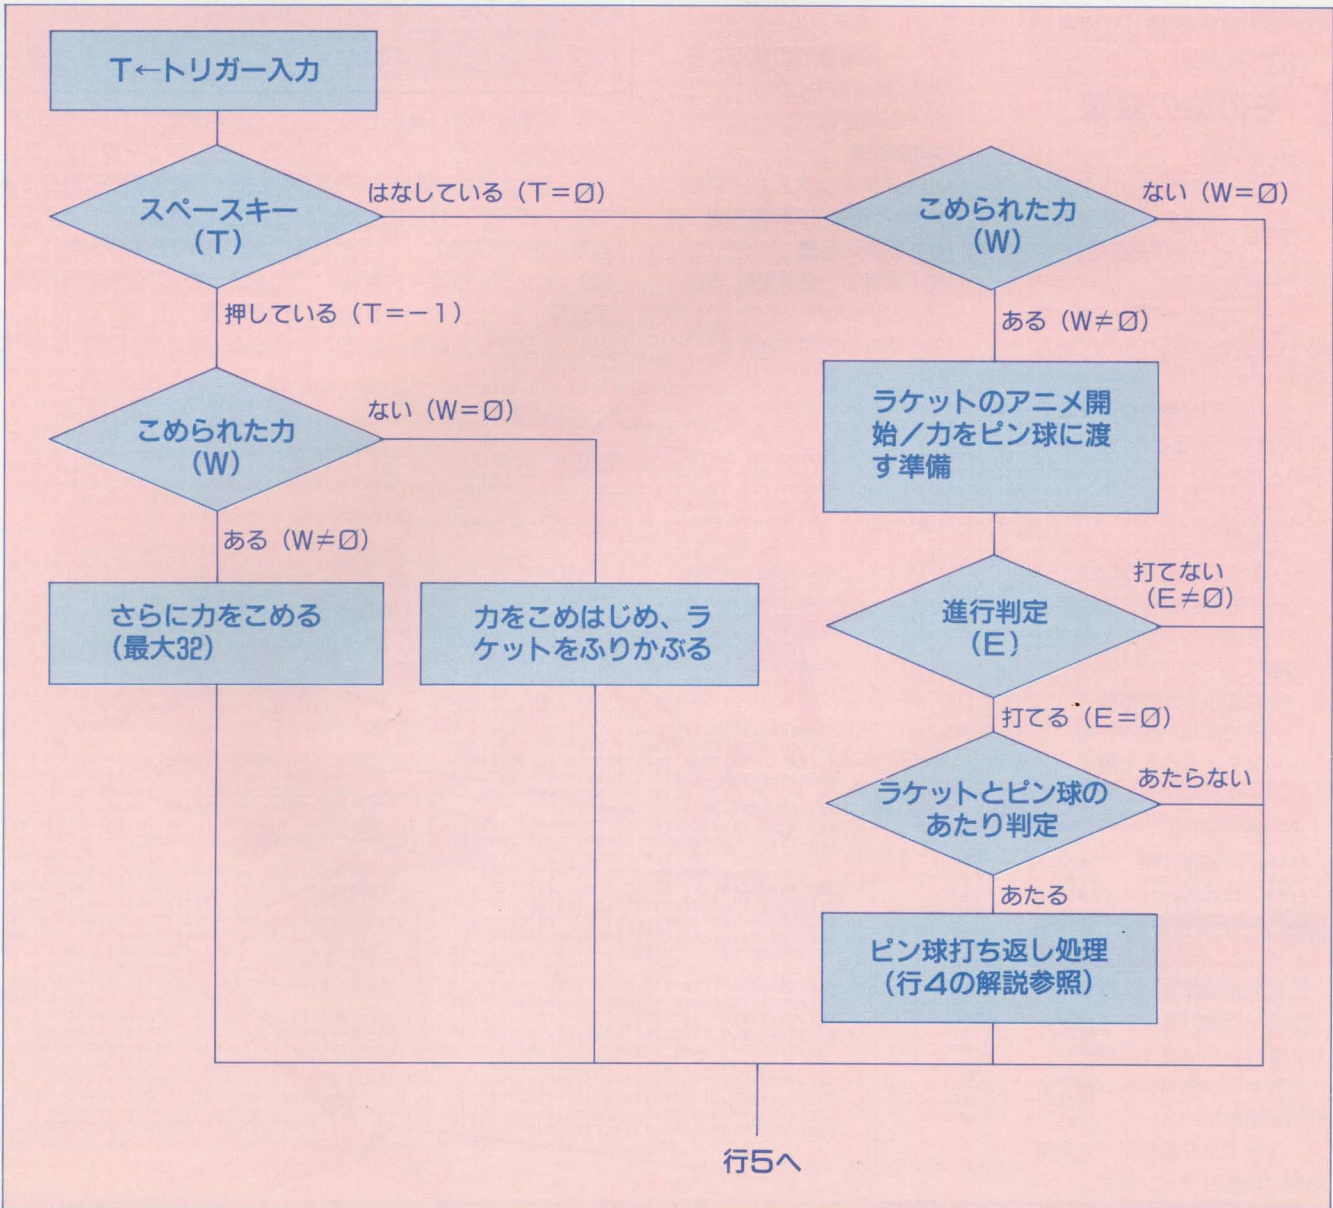 T←トリガー入力
スペースキー
(T)
はなしている(T=0)
押している(T=-1)
こめられた力
(W)
ない(W=0)
ある(W≠0)
さらに力をこめる
(最大32)
力をこめはじめ、ラ
ケットをふりかぶる
こめられた力
(W)
ない(W=0)
ある(W≠0)
ラケットのアニメ開
始/力をピン球に渡
す準備
進行判定
(E)
打てない
(E≠0)
打てる(E=0)
ラケットとピン球の
あたり判定
あたらない
あたる
ピン球打ち返し処理
(行4の解説参照)
行5へ